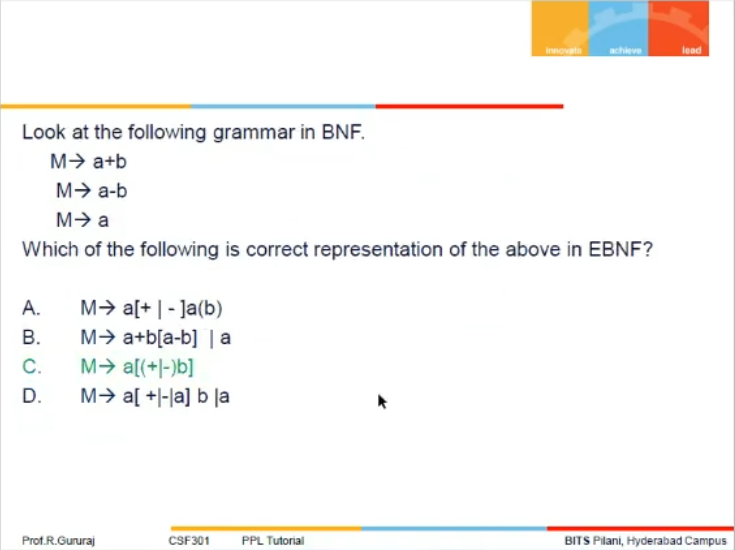 innovate achieve lead
Look at the following grammar in BNF.
M→ a+b
M→ a-b
M→ a
Which of the following is correct representation of the above in EBNF?
A. M→ a[+ | - ]a(b)
B. M→ a+b[a-b] | a
C. M→ a[(+|-)b]
D. M→ a[ +|-|a] b |a
Prof.R.Gururaj CSF301 PPL Tutorial BITS Pilani, Hyderabad Campus